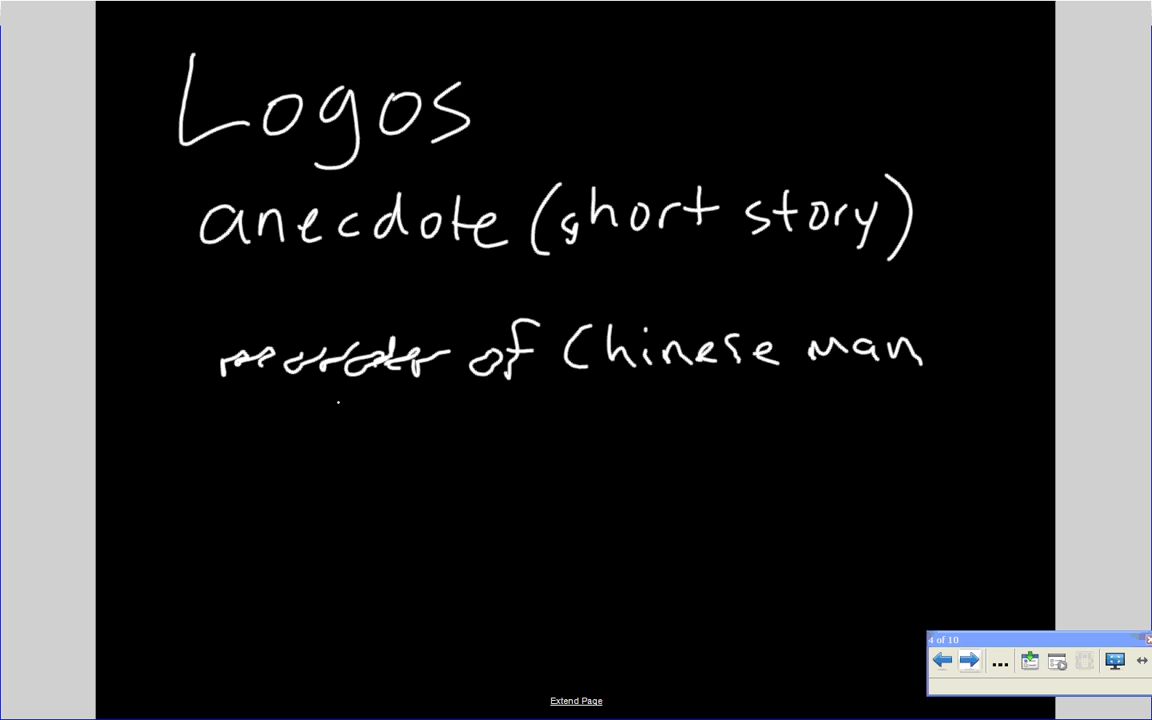 Logos
anecdote (short story)
of Chinese man
4 of 10
...
Extend Page